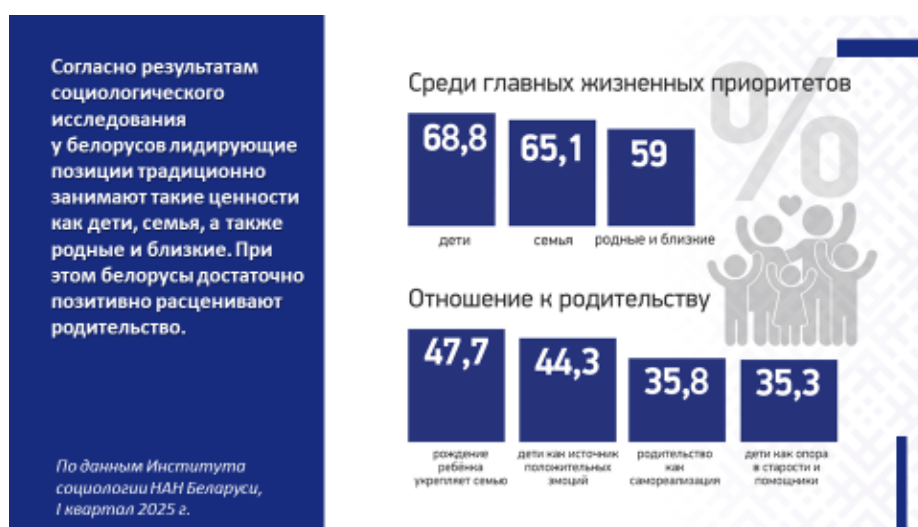 Согласно результатам
социологического
исследования
у белорусов лидирующие
позиции традиционно
занимают такие ценности
как дети, семья, а также
родные и близкие. При
этом белорусы достаточно
позитивно расценивают
родительство.
По данным Института
социологии НАН Беларуси,
I квартал 2025 г.
Среди главных жизненных приоритетов
%
68,8
65,1
59
дети
семья
родные и близкие
Отношение к родительству
47,7
44,3
35,8
35,3
рождение
ребёнка
укрепляет семью
дети как источник
положительных
эмоций
родительство
как
самореализация
дети как опора
в старости и
помощники